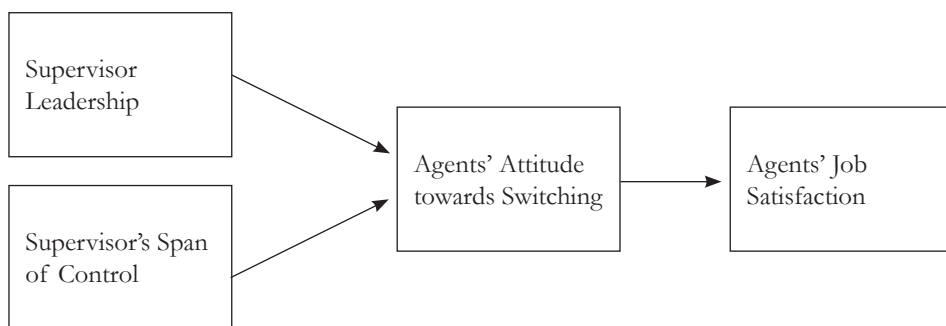 Supervisor
Leadership
Supervisor’s Span
of Control
Agents’ Attitude
towards Switching
Agents’ Job
Satisfaction